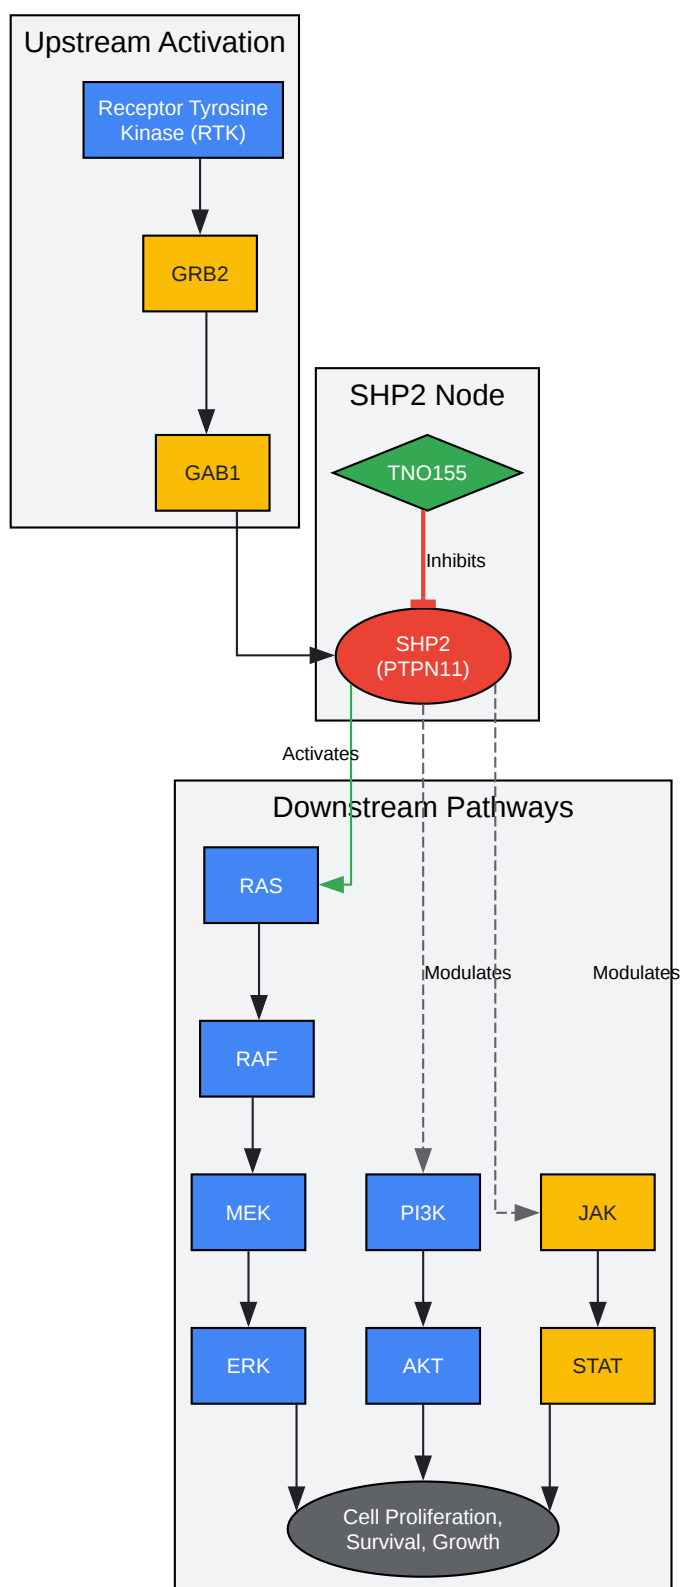 Upstream Activation
Receptor Tyrosine
Kinase (RTK)
GRB2
GAB1
SHP2 Node
TNO155
Inhibits
SHP2
(PTPN11)
Activates
Downstream Pathways
RAS
Modulates
Modulates
RAF
MEK
PI3K
JAK
ERK
AKT
STAT
Cell Proliferation,
Survival, Growth